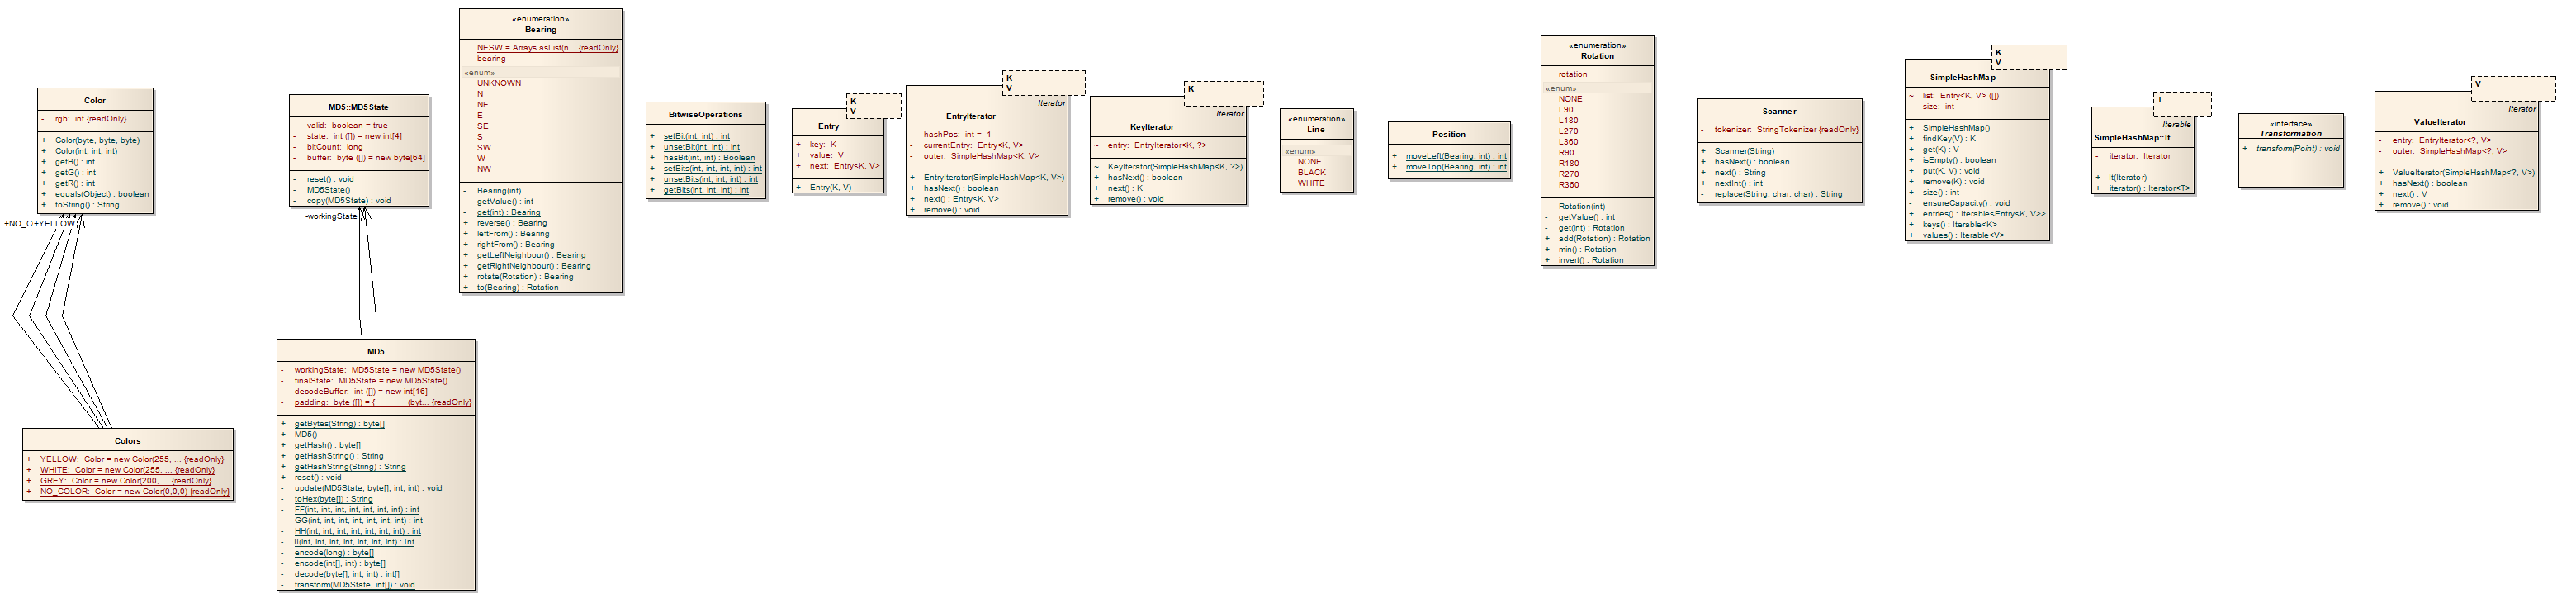 Color
- rgb: int {readOnly}
+ Color(byte, byte, byte)
+ Color(int, int, int)
+ getB() : int
+ getG() : int
+ getR() : int
+ equals(Object) : boolean
+ toString() : String
+NO_C +YELLOW
Colors
+ YELLOW: Color = new Color(255, ... {readOnly}
+ WHITE: Color = new Color(255, ... {readOnly}
+ GREY: Color = new Color(200, ... {readOnly}
+ NO_COLOR: Color = new Color(0,0,0) {readOnly}
MD5::MD5State
- valid: boolean = true
- state: int ([]) = new int[4]
- bitCount: long
- buffer: byte ([]) = new byte[64]
- reset() : void
- MD5State()
- copy(MD5State) : void
-workingState
MD5
- workingState: MD5State = new MD5State()
- finalState: MD5State = new MD5State()
- decodeBuffer: int ([]) = new int[16]
- padding: byte ([]) = { (byt... {readOnly}
+ getBytes(String) : byte[]
+ MD5()
+ getHash() : byte[]
+ getHashString() : String
+ getHashString(String) : String
+ reset() : void
- update(MD5State, byte[], int, int) : void
- toHex(byte[]) : String
- FF(int, int, int, int, int, int, int) : int
- GG(int, int, int, int, int, int, int) : int
- HH(int, int, int, int, int, int, int) : int
- II(int, int, int, int, int, int, int) : int
- encode(long) : byte[]
- encode(int[], int) : byte[]
- decode(byte[], int, int) : int[]
- transform(MD5State, int[]) : void
«enumeration»
Bearing
NESW = Arrays.asList(n... {readOnly}
bearing
«enum»
UNKNOWN
N
NE
E
SE
S
SW
W
NW
- Bearing(int)
- getValue() : int
- get(int) : Bearing
+ reverse() : Bearing
+ leftFrom() : Bearing
+ rightFrom() : Bearing
+ getLeftNeighbour() : Bearing
+ getRightNeighbour() : Bearing
+ rotate(Rotation) : Bearing
+ to(Bearing) : Rotation
BitwiseOperations
+ setBit(int, int) : int
+ unsetBit(int, int) : int
+ hasBit(int, int) : Boolean
+ setBits(int, int, int, int) : int
+ unsetBits(int, int, int) : int
+ getBits(int, int, int) : int
K
V
Entry
+ key: K
+ value: V
+ next: Entry<K, V>
+ Entry(K, V)
K
V
Iterator
EntryIterator
- hashPos: int = -1
- currentEntry: Entry<K, V>
- outer: SimpleHashMap<K, V>
+ EntryIterator(SimpleHashMap<K, V>)
+ hasNext() : boolean
+ next() : Entry<K, V>
+ remove() : void
K
Iterator
KeyIterator
~ entry: EntryIterator<K, ?>
~ KeyIterator(SimpleHashMap<K, ?>)
+ hasNext() : boolean
+ next() : K
+ remove() : void
«enumeration»
Line
«enum»
NONE
BLACK
WHITE
Position
+ moveLeft(Bearing, int) : int
+ moveTop(Bearing, int) : int
«enumeration»
Rotation
rotation
«enum»
NONE
L90
L180
L270
L360
R90
R180
R270
R360
- Rotation(int)
- getValue() : int
- get(int) : Rotation
+ add(Rotation) : Rotation
+ min() : Rotation
+ invert() : Rotation
Scanner
- tokenizer: StringTokenizer {readOnly}
+ Scanner(String)
+ hasNext() : boolean
+ next() : String
+ nextInt() : int
- replace(String, char, char) : String
K
V
SimpleHashMap
~ list: Entry<K, V> ([])
- size: int
+ SimpleHashMap()
+ findKey(V) : K
+ get(K) : V
+ isEmpty() : boolean
+ put(K, V) : void
+ remove(K) : void
+ size() : int
- ensureCapacity() : void
+ entries() : Iterable<Entry<K, V>>
+ keys() : Iterable<K>
+ values() : Iterable<V>
T
Iterable
SimpleHashMap::It
- iterator: Iterator
+ It(Iterator)
+ iterator() : Iterator<T>
«interface»
Transformation
+ transform(Point) : void
V
Iterator
ValueIterator
- entry: EntryIterator<?, V>
- outer: SimpleHashMap<?, V>
+ ValueIterator(SimpleHashMap<?, V>)
+ hasNext() : boolean
+ next() : V
+ remove() : void